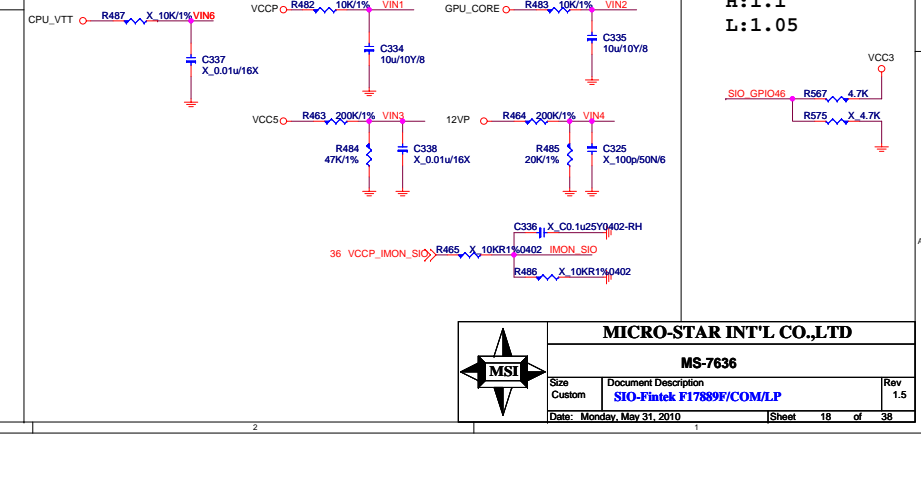 H:1.1
L:1.05
CPU_VTT R487 X_10K/1% VIN6
C337
X_0.01u/16X
VCCP R482 10K/1% VIN1
C334
10u/10Y/8
GPU_CORE R483 10K/1% VIN2
C335
10u/10Y/8
VCC3
SIO_GPIO46 R567 4.7K
R575 X_4.7K
VCC5 R463 200K/1% VIN3
R484
47K/1%
C338
X_0.01u/16X
12VP R464 200K/1% VIN4
R485
20K/1%
C325
X_100p/50N/6
C336 X_C0.1u25Y0402-RH
36 VCCP_IMON_SIO R465 X_10KR1%0402 IMON_SIO
R486 X_10KR1%0402
A
MSI
MICRO-STAR INT'L CO.,LTD
MS-7636
Size
Custom
Document Description
SIO-Fintek F17889F/COM/LP
Rev
1.5
Date: Monday, May 31, 2010
Sheet 18 of 38
2
1